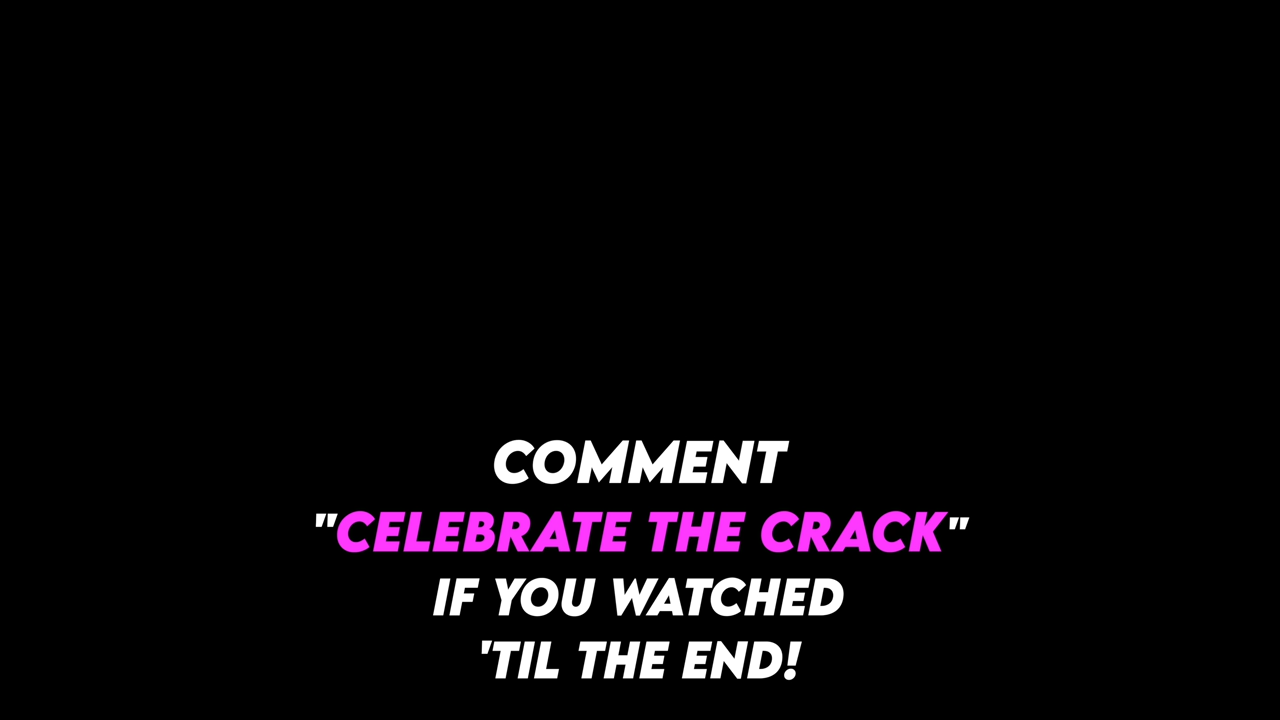 COMMENT
"CELEBRATE THE CRACK"
IF YOU WATCHED
'TIL THE END!